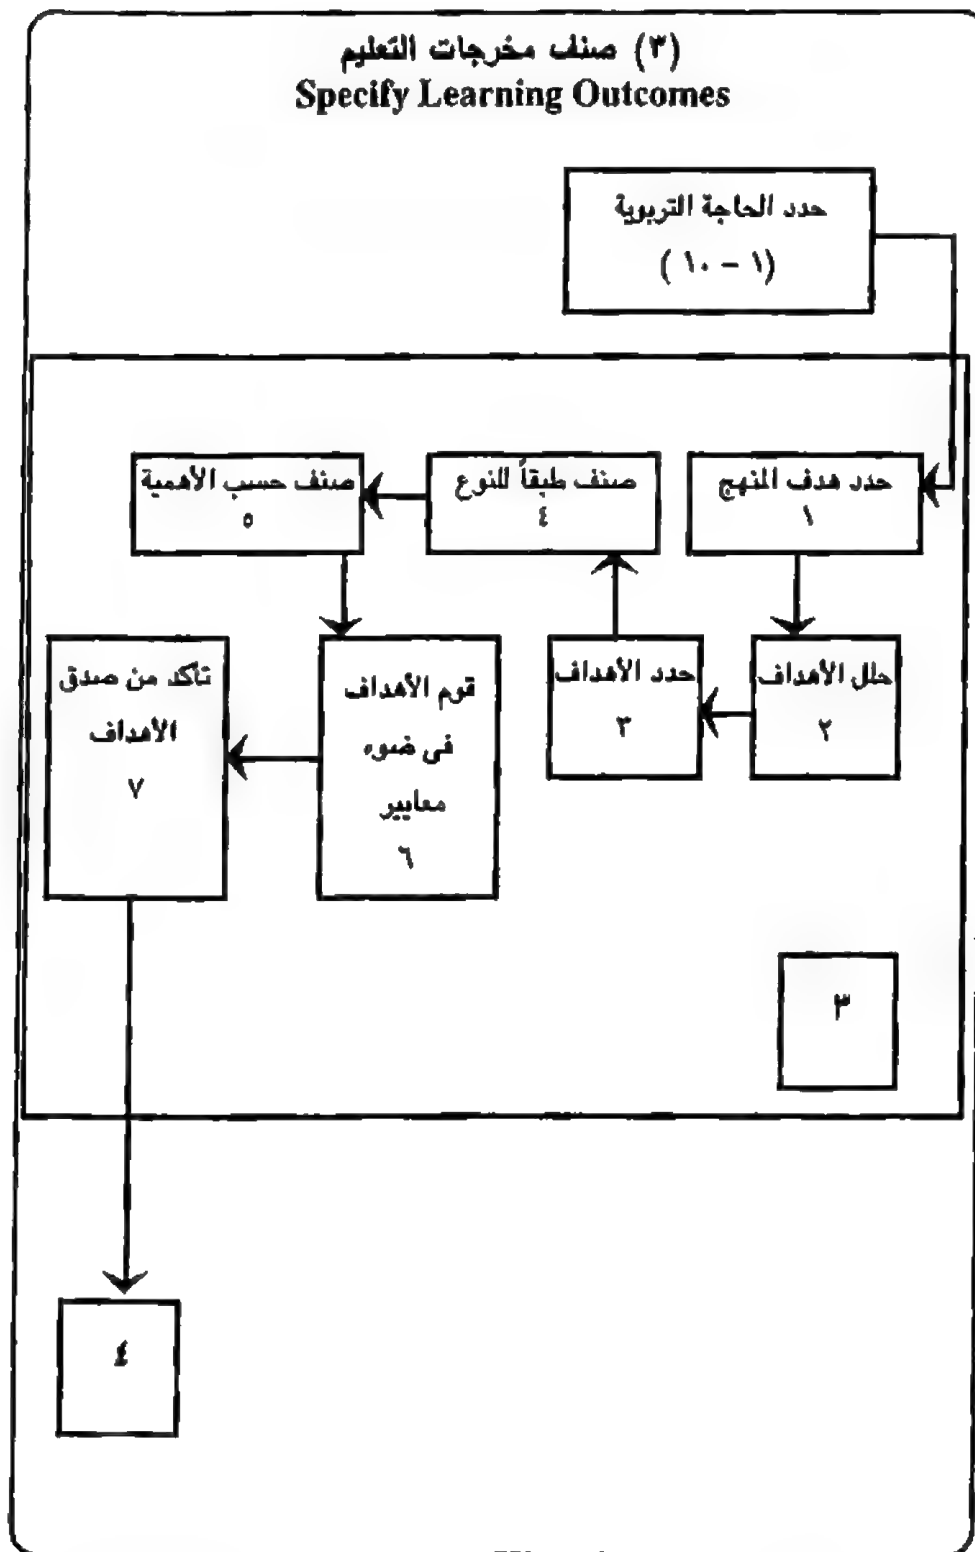 (٣) صنف مخرجات التعليم
Specify Learning Outcomes
حدد الحاجة التربوية
(١ – ١٠)
حدد هدف المنهج
١
حلل الأهداف
٢
حدد الأهداف
٣
صنف طبقاً للنوع
٤
صنف حسب الأهمية
٥
قوم الأهداف
فى ضوء
معايير
٦
تأكد من صدق
الأهداف
٧
٣
٤